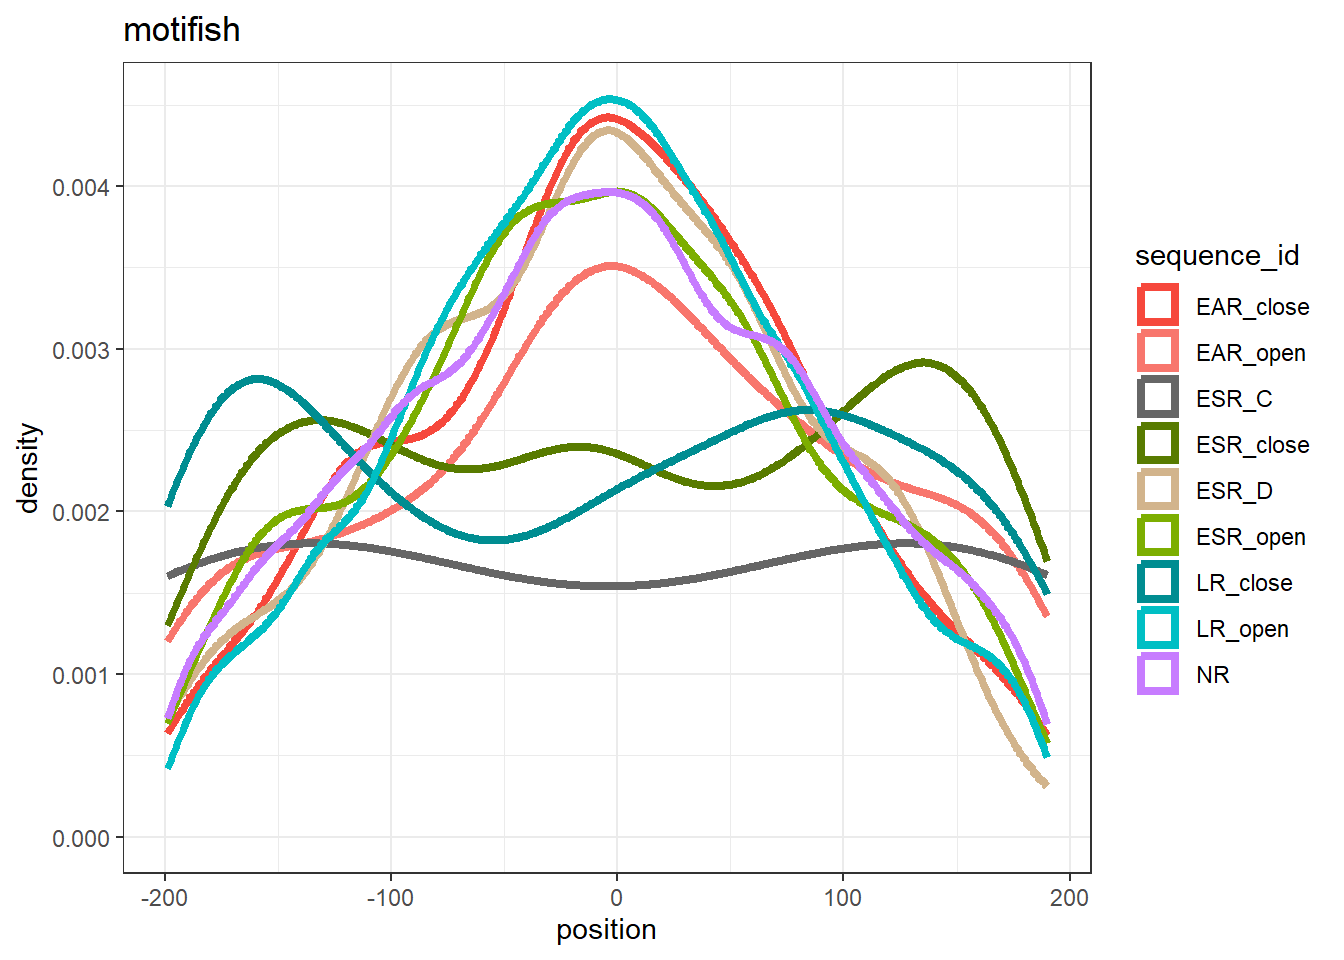 motifish
density
0.004
0.003
0.002
0.001
0.000
-200
-100
0
100
200
position
sequence_id
EAR_close
EAR_open
ESR_C
ESR_close
ESR_D
ESR_open
LR_close
LR_open
NR